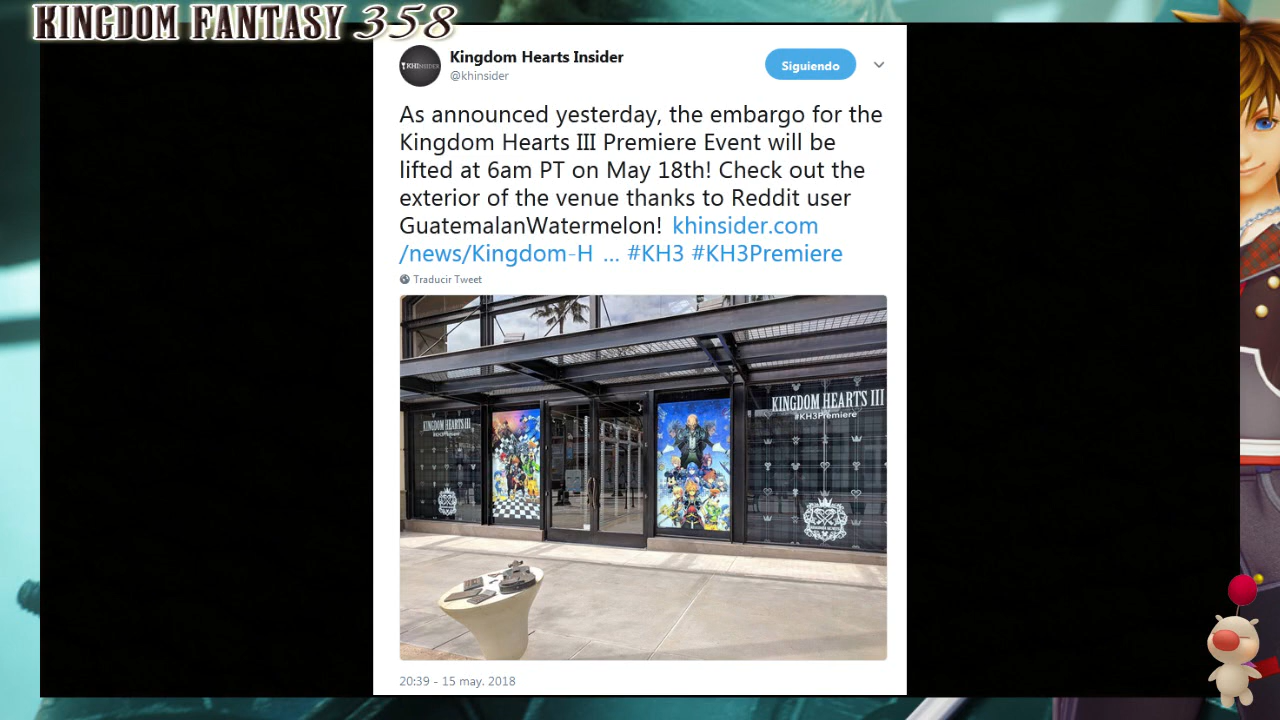 KINGDOM FANTASY 358
Kingdom Hearts Insider
@khinsider
Siguiendo
As announced yesterday, the embargo for the
Kingdom Hearts III Premiere Event will be
lifted at 6am PT on May 18th! Check out the
exterior of the venue thanks to Reddit user
GuatemalanWatermelon! khinsider.com
/news/Kingdom-H … #KH3 #KH3Premiere
Traducir Tweet
KINGDOM HEARTS III
#KH3Premiere
KINGDOM HEARTS III
#KH3Premiere
20:39 - 15 may. 2018